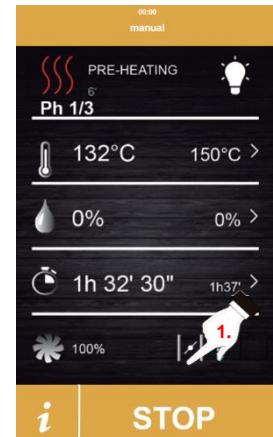 00:00
manual
PRE-HEATING
6'
Ph 1/3
132°C 150°C >
0% 0% >
1h 32' 30" 1h37' >
1.
100%
i STOP